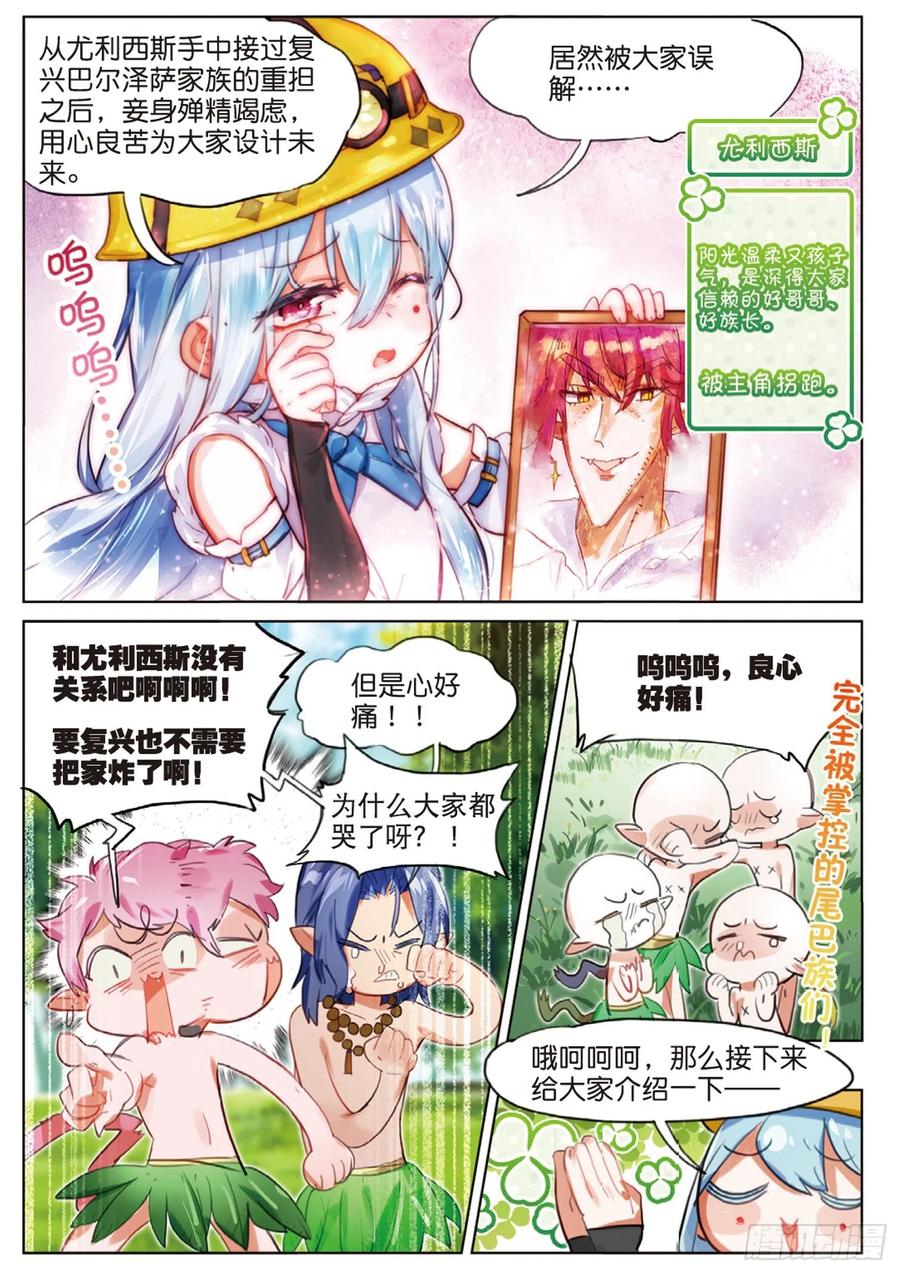 从尤利西斯手中接过复
兴巴尔泽萨家族的重担
之后，妾身殚精竭虑，
用心良苦为大家设计未
来。
居然被大家误
解……
尤利西斯
阳光温柔又孩子
气，是深得大家
信赖的好哥哥、
好族长。
被主角拐跑。
呜
呜
呜……
和尤利西斯没有
关系吧啊啊啊！
要复兴也不需要
把家炸了啊！
但是心好
痛！！
为什么大家都
哭了呀？！
呜呜呜，良心
好痛！
完全被掌控的尾巴族们！
哦呵呵呵，那么接下来
给大家介绍一下——
腾讯动漫